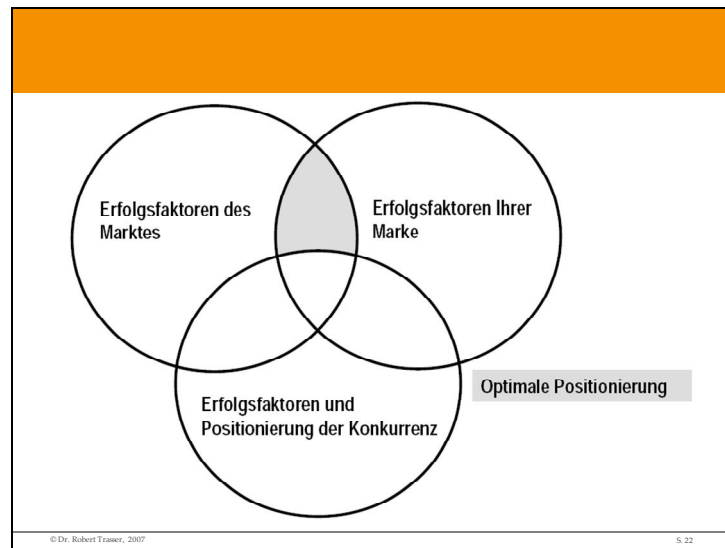 Erfolgsfaktoren des
Marktes
Erfolgsfaktoren Ihrer
Marke
Optimale Positionierung
Erfolgsfaktoren und
Positionierung der Konkurrenz
© Dr. Robert Trasser, 2007
S. 22